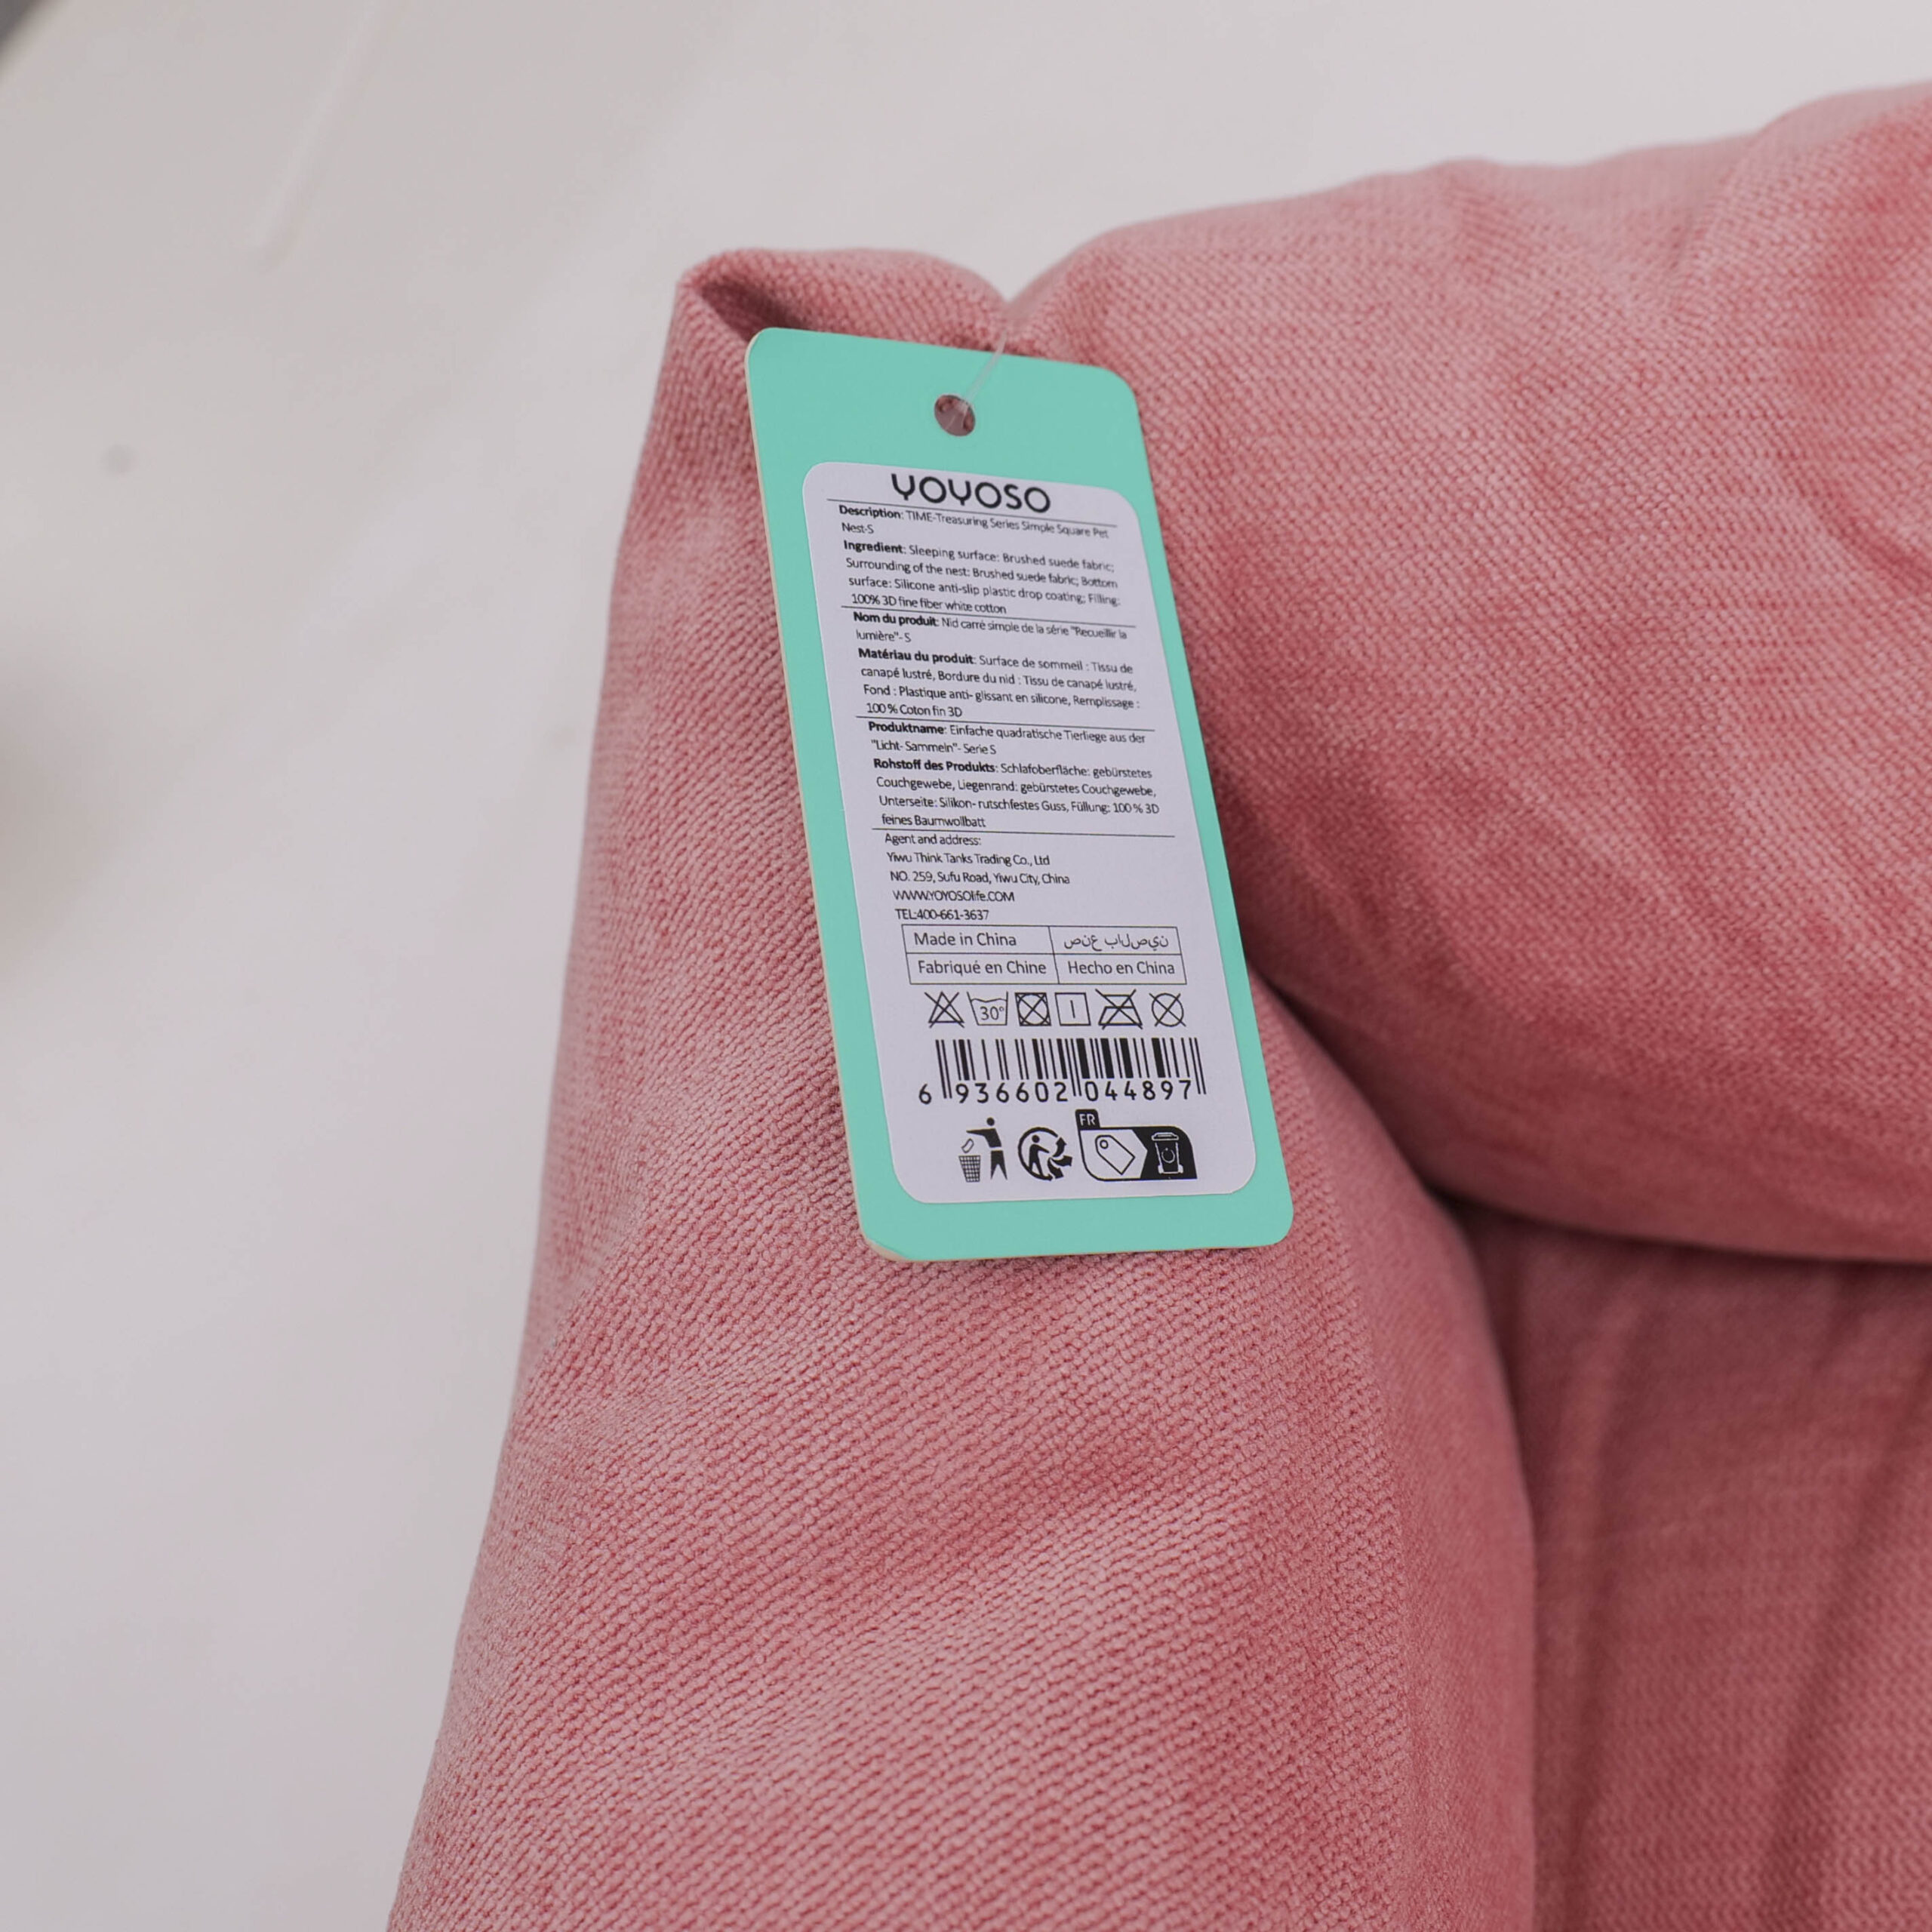 YOYOSO
Description: TIME-Treasuring Series Simple Square Pet
Nest-S
Ingredient: Sleeping surface: Brushed suede fabric;
Surrounding of the nest: Brushed suede fabric; Bottom
surface: Silicone anti-slip plastic drop coating; Filling:
100% 3D fine fiber white cotton
Nom du produit: Nid carré simple de la série "Recueillir la
lumière"- S
Matériau du produit: Surface de sommeil : Tissu de
canapé lustré, Bordure du nid : Tissu de canapé lustré,
Fond : Plastique anti- glissant en silicone, Remplissage :
100 % Coton fin 3D
Produktname: Einfache quadratische Tierliege aus der
"Licht- Sammeln"- Serie S
Rohstoff des Produkts: Schlafoberfläche: gebürstetes
Couchgewebe, Liegenrand: gebürstetes Couchgewebe,
Unterseite: Silikon- rutschfestes Guss, Füllung: 100 % 3D
feines Baumwollbatt
Agent and address:
Yiwu Think Tanks Trading Co., Ltd
NO. 259, Sufu Road, Yiwu City, China
WWW.YOYOSOlife.COM
TEL:400-661-3637
Made in China ن‎ي‎ص‎ل‎ا‎ب ع‎ن‎ص
Fabriqué en Chine Hecho en China
30°
6 936602 044897
FR